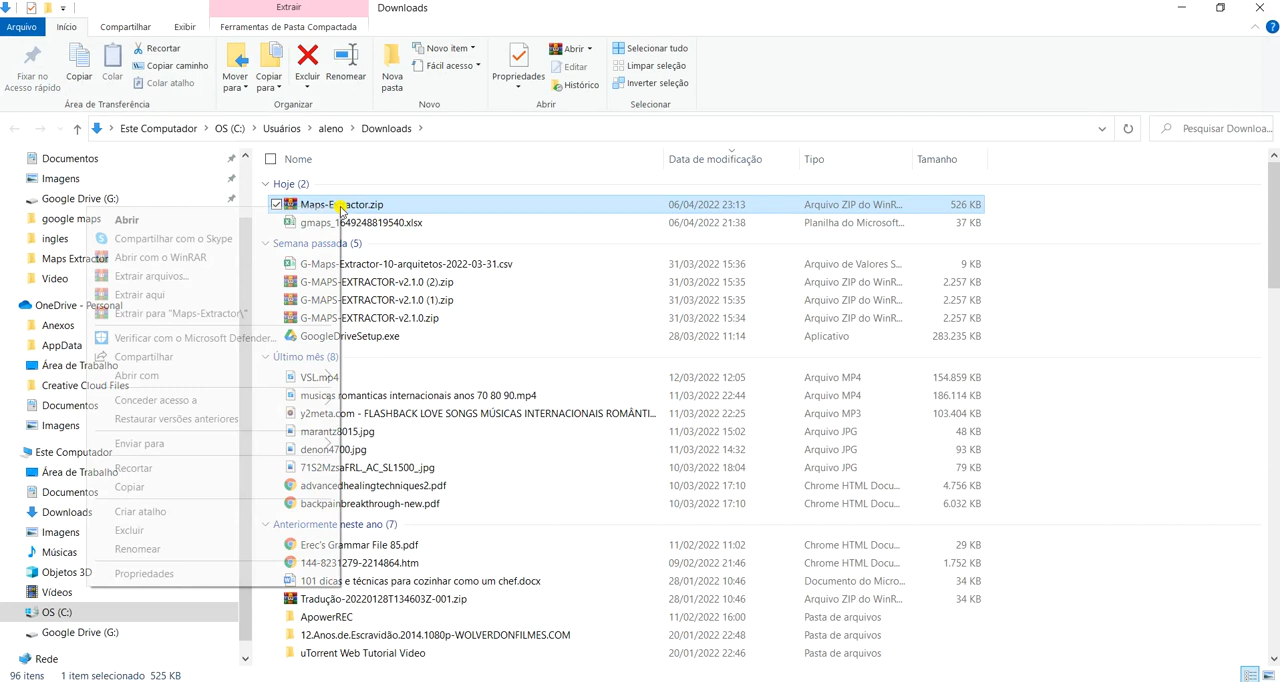 Extrair
Downloads
Arquivo
Início
Compartilhar
Exibir
Ferramentas de Pasta Compactada
Fixar no
Acesso rápido
Copiar
Colar
Recortar
Copiar caminho
Colar atalho
Área de Transferência
Mover
para
Copiar
para
Excluir
Renomear
Organizar
Nova
pasta
Novo item
Fácil acesso
Novo
Propriedades
Abrir
Editar
Histórico
Abrir
Selecionar tudo
Limpar seleção
Inverter seleção
Selecionar
Este Computador
OS (C:)
Usuários
aleno
Downloads
Pesquisar Downloa...
Documentos
Imagens
Google Drive (G:)
google maps
ingles
Maps Extractor
Video
OneDrive - Personal
Anexos
AppData
Área de Trabalho
Creative Cloud Files
Documentos
Imagens
Este Computador
Área de Trabalho
Documentos
Downloads
Imagens
Músicas
Objetos 3D
Vídeos
OS (C:)
Google Drive (G:)
Rede
Abrir
Compartilhar com o Skype
Abrir com o WinRAR
Extrair arquivos...
Extrair aqui
Extrair para "Maps-Extractor\"
Verificar com o Microsoft Defender...
Compartilhar
Abrir com
Conceder acesso a
Restaurar versões anteriores
Enviar para
Recortar
Copiar
Criar atalho
Excluir
Renomear
Propriedades
Nome Data de modificação Tipo Tamanho
Hoje (2)
Maps-Extractor.zip 06/04/2022 23:13 Arquivo ZIP do WinR... 526 KB
gmaps_1649248819540.xlsx 06/04/2022 21:38 Planilha do Microsoft... 37 KB
Semana passada (5)
G-Maps-Extractor-10-arquitetos-2022-03-31.csv 31/03/2022 15:36 Arquivo de Valores S... 9 KB
G-MAPS-EXTRACTOR-v2.1.0 (2).zip 31/03/2022 15:35 Arquivo ZIP do WinR... 2.257 KB
G-MAPS-EXTRACTOR-v2.1.0 (1).zip 31/03/2022 15:35 Arquivo ZIP do WinR... 2.257 KB
G-MAPS-EXTRACTOR-v2.1.0.zip 31/03/2022 15:34 Arquivo ZIP do WinR... 2.257 KB
GoogleDriveSetup.exe 28/03/2022 11:14 Aplicativo 283.235 KB
Último mês (8)
VSL.mp4 12/03/2022 12:05 Arquivo MP4 154.859 KB
musicas romanticas internacionais anos 70 80 90.mp4 11/03/2022 22:44 Arquivo MP4 186.114 KB
y2meta.com - FLASHBACK LOVE SONGS MÚSICAS INTERNACIONAIS ROMÂNTI... 11/03/2022 22:25 Arquivo MP3 103.404 KB
marantz8015.jpg 11/03/2022 15:02 Arquivo JPG 48 KB
denon4700.jpg 11/03/2022 14:32 Arquivo JPG 93 KB
71S2MzsaFRL._AC_SL1500_.jpg 10/03/2022 18:04 Arquivo JPG 79 KB
advancedhealingtechniques2.pdf 10/03/2022 17:10 Chrome HTML Docu... 4.756 KB
backpainbreakthrough-new.pdf 10/03/2022 17:10 Chrome HTML Docu... 6.032 KB
Anteriormente neste ano (7)
Erec's Grammar File 85.pdf 11/02/2022 11:02 Chrome HTML Docu... 29 KB
144-8231279-2214864.htm 09/02/2022 21:46 Chrome HTML Docu... 1.752 KB
101 dicas e técnicas para cozinhar como um chef.docx 28/01/2022 10:46 Documento do Micro... 34 KB
Tradução-20220128T134603Z-001.zip 28/01/2022 10:46 Arquivo ZIP do WinR... 34 KB
ApowerREC 11/02/2022 16:00 Pasta de arquivos
12.Anos.de.Escravidão.2014.1080p-WOLVERDONFILMES.COM 20/01/2022 22:48 Pasta de arquivos
uTorrent Web Tutorial Video 20/01/2022 22:46 Pasta de arquivos
96 itens 1 item selecionado 525 KB